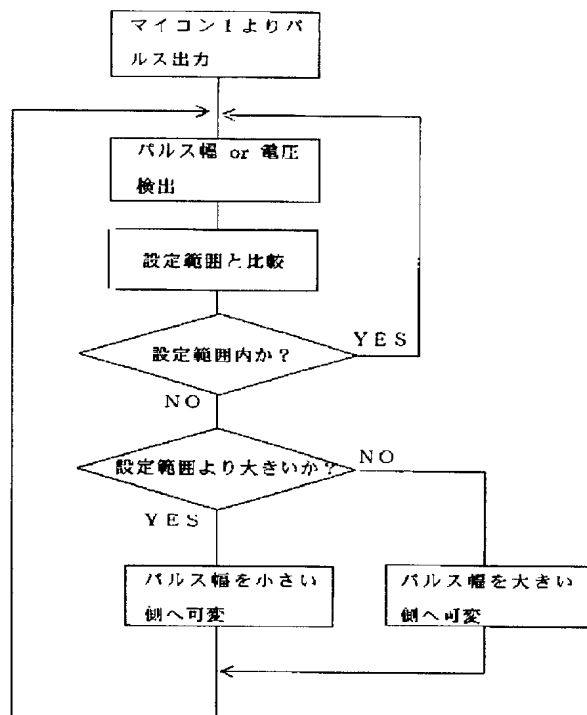 マイコン1よりパ
ルス出力
パルス幅 or 電圧
検出
設定範囲と比較
設定範囲内か?
YES
NO
設定範囲より大きいか?
NO
YES
パルス幅を小さい
側へ可変
パルス幅を大きい
側へ可変